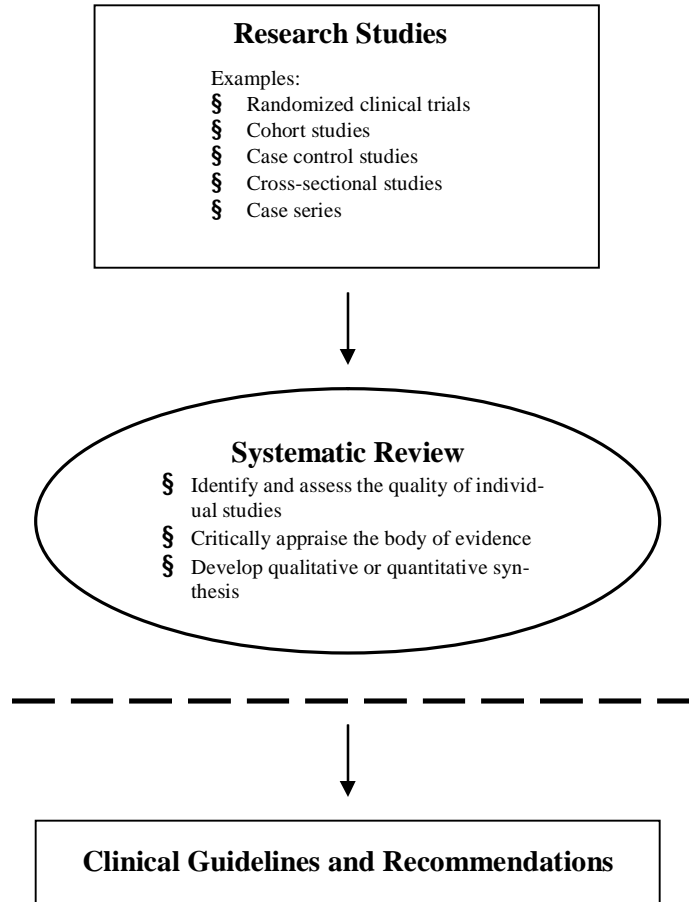 Research Studies
Examples:
§ Randomized clinical trials
§ Cohort studies
§ Case control studies
§ Cross-sectional studies
§ Case series
Systematic Review
§ Identify and assess the quality of individ-
ual studies
§ Critically appraise the body of evidence
§ Develop qualitative or quantitative syn-
thesis
Clinical Guidelines and Recommendations